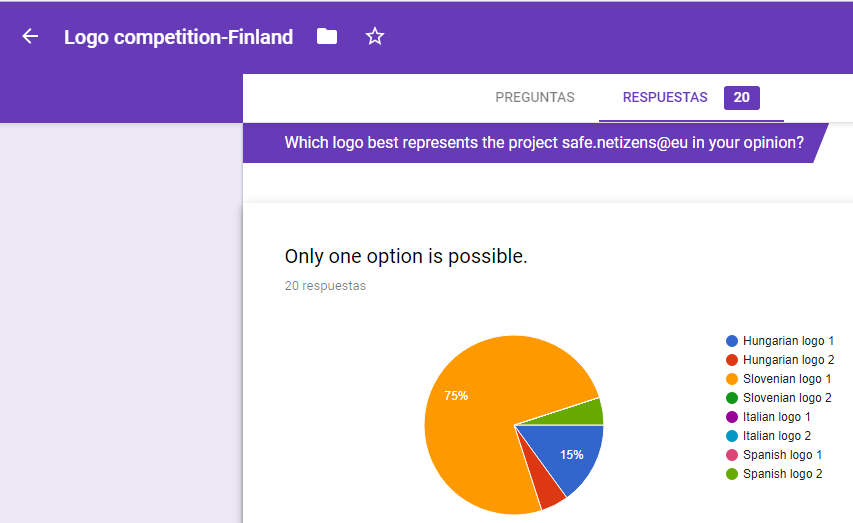 Logo competition-Finland
PREGUNTAS RESPUESTAS 20
Which logo best represents the project safe.netizens@eu in your opinion?
Only one option is possible.
20 respuestas
75%
15%
Hungarian logo 1
Hungarian logo 2
Slovenian logo 1
Slovenian logo 2
Italian logo 1
Italian logo 2
Spanish logo 1
Spanish logo 2